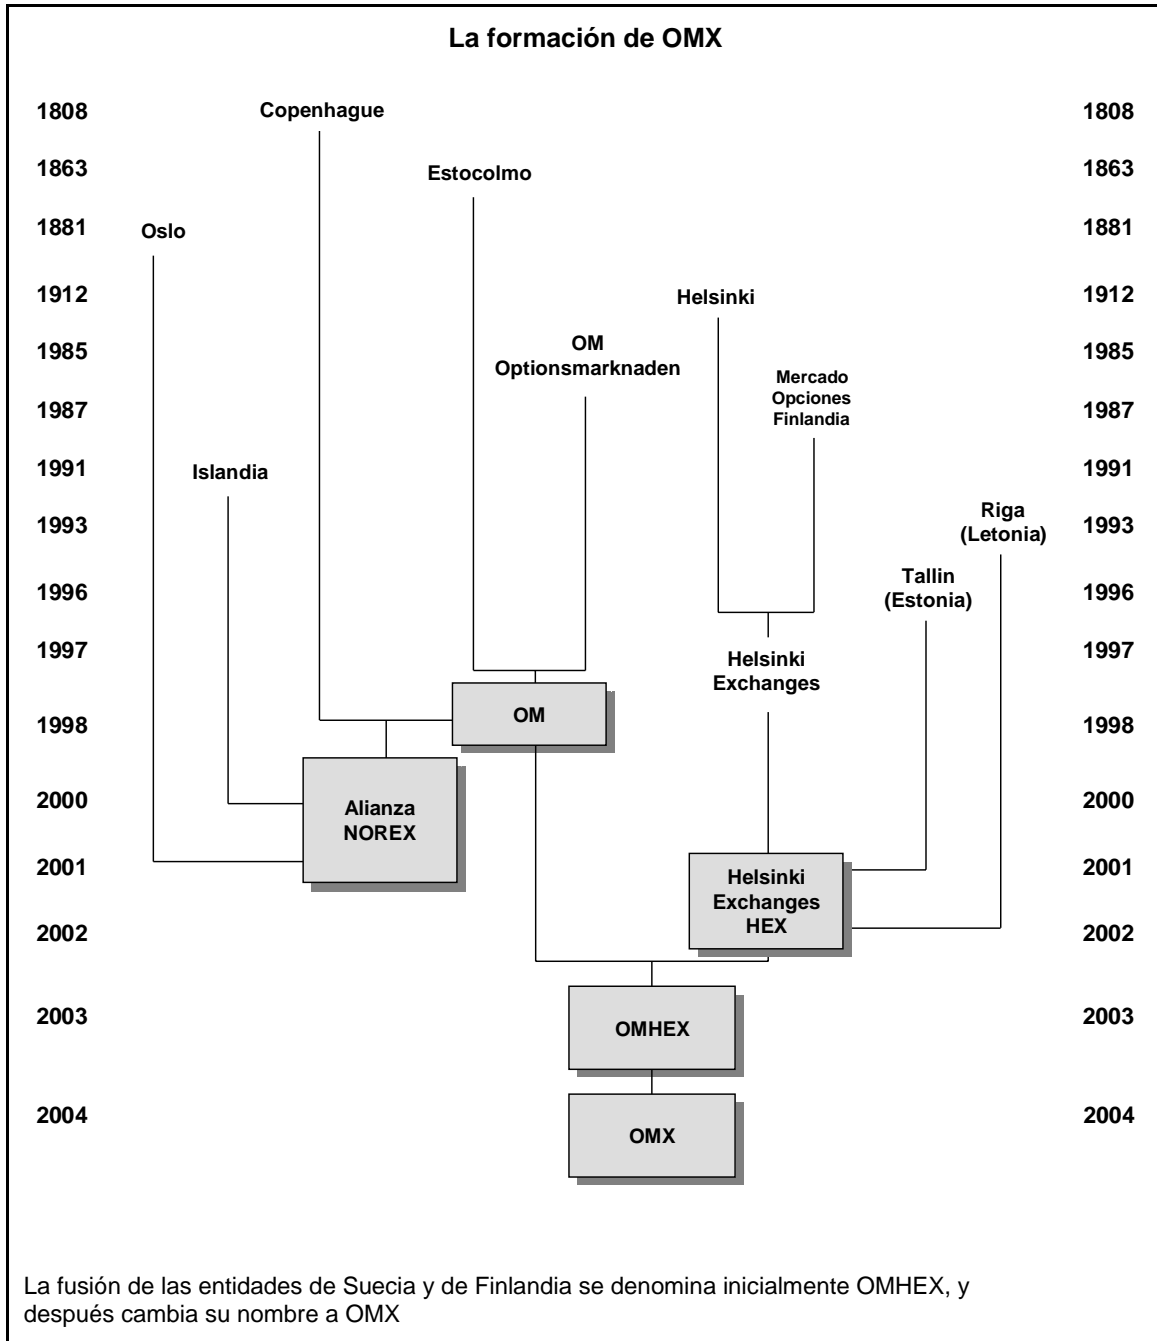 La formación de OMX
1808 Copenhague 1808
1863 Estocolmo 1863
1881 Oslo 1881
1912 Helsinki 1912
1985 OM 1985
Optionsmarknaden
Mercado
Opciones
1987 Finlandia 1987
1991 Islandia 1991
1993 Riga 1993
(Letonia)
1996 Tallin 1996
(Estonia)
1997 Helsinki 1997
Exchanges
OM
1998 1998
2000 Alianza 2000
NOREX
2001 Helsinki 2001
Exchanges
HEX
2002 2002
2003 OMHEX 2003
2004 OMX 2004
La fusión de las entidades de Suecia y de Finlandia se denomina inicialmente OMHEX, y
después cambia su nombre a OMX